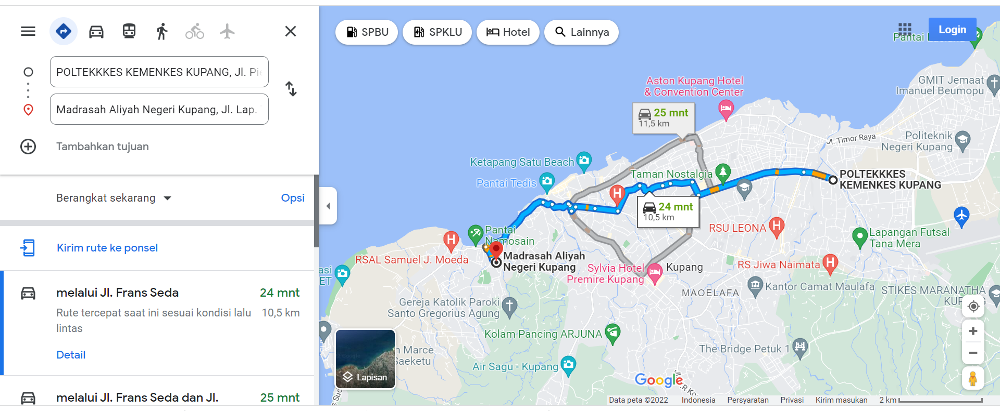 POLTEKKKES KEMENKES KUPANG, Jl.
Madrasah Aliyah Negeri Kupang, Jl. Lap.
Tambahkan tujuan
Berangkat sekarang
Opsi
Kirim rute ke ponsel
melalui Jl. Frans Seda
24 mnt
Rute tercepat saat ini sesuai kondisi lalu
lintas
10,5 km
Detail
melalui Jl. Frans Seda dan Jl.
25 mnt
SPBU
SPKLU
Hotel
Lainnya
Login
Pantai
Aston Kupang Hotel
& Convention Center
GMIT Jemaat
Imanuel Beumopu
25 mnt
11,5 km
Jl. Timor Raya
Politeknik
Negeri Kupang
Ketapang Satu Beach
Pantai Tedis
Taman Nostalgia
POLTEKKKES
KEMENKES KUPANG
H
24 mnt
10,5 km
RSU LEONA
H
Lapangan Futsal
Tana Mera
Pantai
Namosain
H
RSAL Samuel J. Moeda
Madrasah Aliyah
Negeri Kupang
Sylvia Hotel
Premire Kupang
Kupang
RS Jiwa Naimata
H
asi
ET
MAOELAFA
Kantor Camat Maulafa
STIKES MARANATHA
Gereja Katolik Paroki
Santo Gregorius Agung
Kolam Pancing ARJUNA
The Bridge Petuk 1
Marce
Saeketu
Air Sagu - Kupang
Lapisan
Google
Data peta ©2022
Indonesia
Persyaratan
Privasi
Kirim masukan
2 km